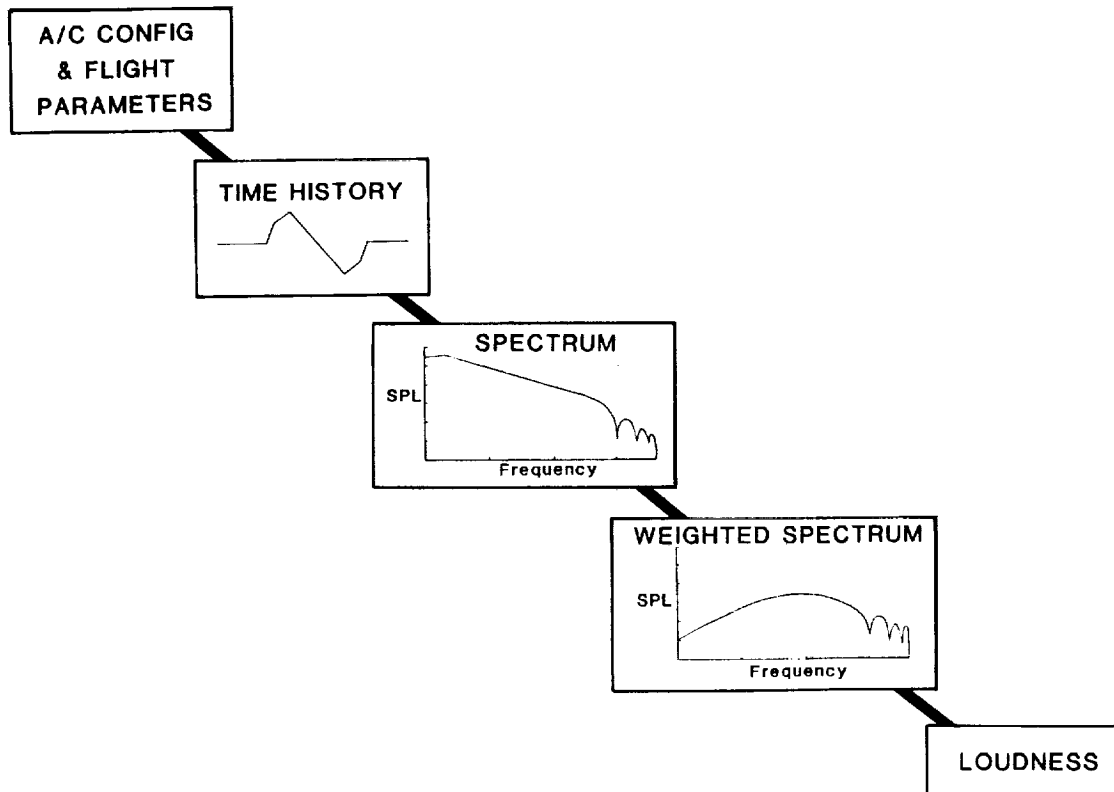 A/C CONFIG
& FLIGHT
PARAMETERS
TIME HISTORY
SPECTRUM
SPL
Frequency
WEIGHTED SPECTRUM
SPL
Frequency
LOUDNESS